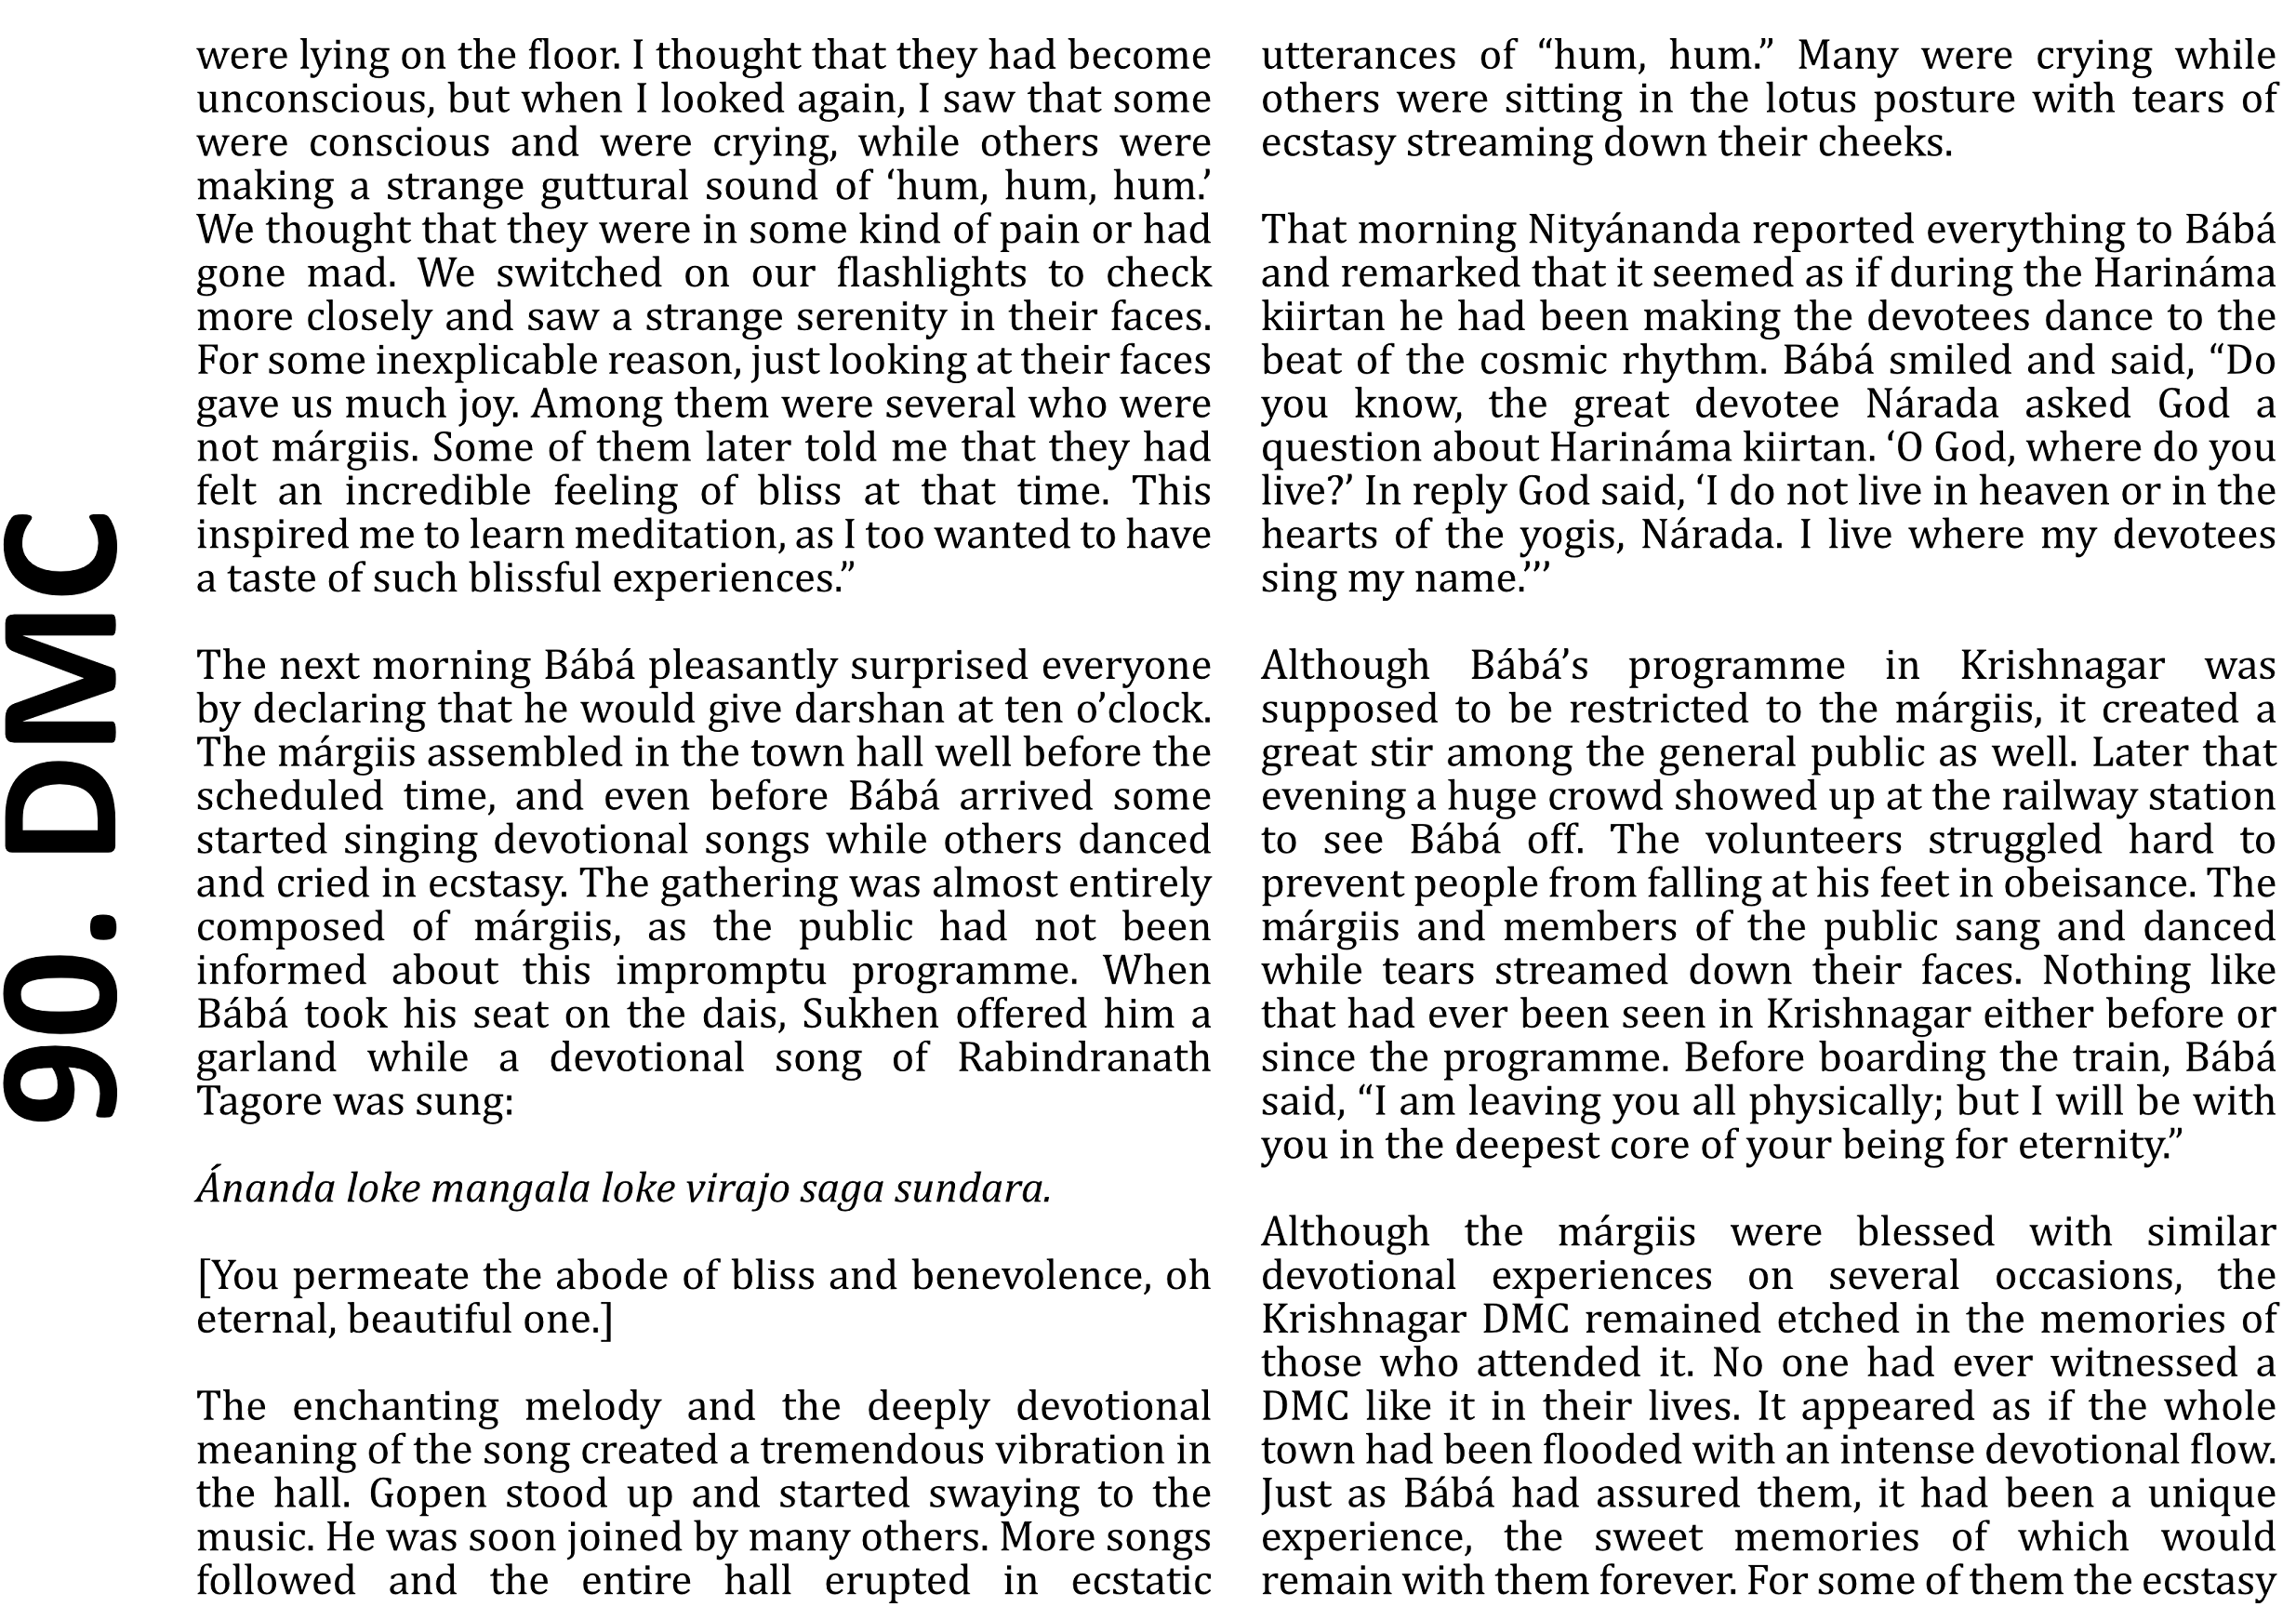 90. DMC
were lying on the floor. I thought that they had become
unconscious, but when I looked again, I saw that some
were conscious and were crying, while others were
making a strange guttural sound of ‘hum, hum, hum.’
We thought that they were in some kind of pain or had
gone mad. We switched on our flashlights to check
more closely and saw a strange serenity in their faces.
For some inexplicable reason, just looking at their faces
gave us much joy. Among them were several who were
not márgiis. Some of them later told me that they had
felt an incredible feeling of bliss at that time. This
inspired me to learn meditation, as I too wanted to have
a taste of such blissful experiences.”
The next morning Bábá pleasantly surprised everyone
by declaring that he would give darshan at ten o’clock.
The márgiis assembled in the town hall well before the
scheduled time, and even before Bábá arrived some
started singing devotional songs while others danced
and cried in ecstasy. The gathering was almost entirely
composed of márgiis, as the public had not been
informed about this impromptu programme. When
Bábá took his seat on the dais, Sukhen offered him a
garland while a devotional song of Rabindranath
Tagore was sung:
Ánanda loke mangala loke virajo saga sundara.
[You permeate the abode of bliss and benevolence, oh
eternal, beautiful one.]
The enchanting melody and the deeply devotional
meaning of the song created a tremendous vibration in
the hall. Gopen stood up and started swaying to the
music. He was soon joined by many others. More songs
followed and the entire hall erupted in ecstatic
utterances of “hum, hum.” Many were crying while
others were sitting in the lotus posture with tears of
ecstasy streaming down their cheeks.
That morning Nityánanda reported everything to Bábá
and remarked that it seemed as if during the Harináma
kiirtan he had been making the devotees dance to the
beat of the cosmic rhythm. Bábá smiled and said, “Do
you know, the great devotee Nárada asked God a
question about Harináma kiirtan. ‘O God, where do you
live?’ In reply God said, ‘I do not live in heaven or in the
hearts of the yogis, Nárada. I live where my devotees
sing my name.’”’
Although Bábá’s programme in Krishnagar was
supposed to be restricted to the márgiis, it created a
great stir among the general public as well. Later that
evening a huge crowd showed up at the railway station
to see Bábá off. The volunteers struggled hard to
prevent people from falling at his feet in obeisance. The
márgiis and members of the public sang and danced
while tears streamed down their faces. Nothing like
that had ever been seen in Krishnagar either before or
since the programme. Before boarding the train, Bábá
said, “I am leaving you all physically; but I will be with
you in the deepest core of your being for eternity.”
Although the márgiis were blessed with similar
devotional experiences on several occasions, the
Krishnagar DMC remained etched in the memories of
those who attended it. No one had ever witnessed a
DMC like it in their lives. It appeared as if the whole
town had been flooded with an intense devotional flow.
Just as Bábá had assured them, it had been a unique
experience, the sweet memories of which would
remain with them forever. For some of them the ecstasy